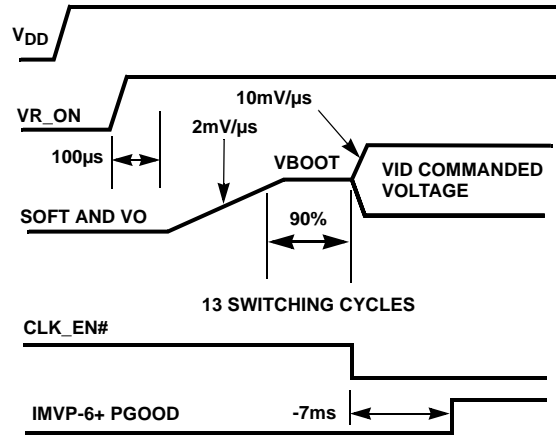 VDD
VR_ON
100µs
2mV/µs
10mV/µs
VBOOT
VID COMMANDED
VOLTAGE
SOFT AND VO
90%
13 SWITCHING CYCLES
CLK_EN#
IMVP-6+ PGOOD
-7ms